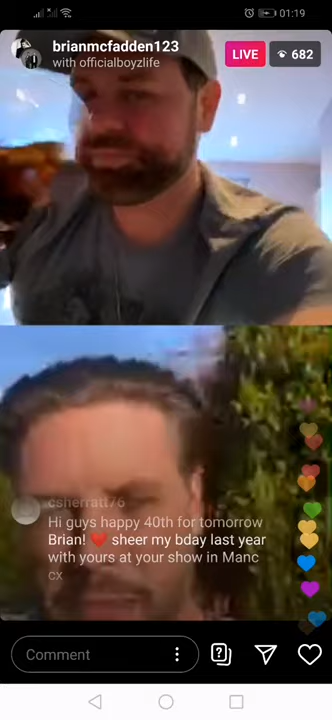 01:19
brianmcfadden123
with officialboyzlife
LIVE
682
csherratt76
Hi guys happy 40th for tomorrow
Brian! ❤️ sheer my bday last year
with yours at your show in Manc
cx
Comment